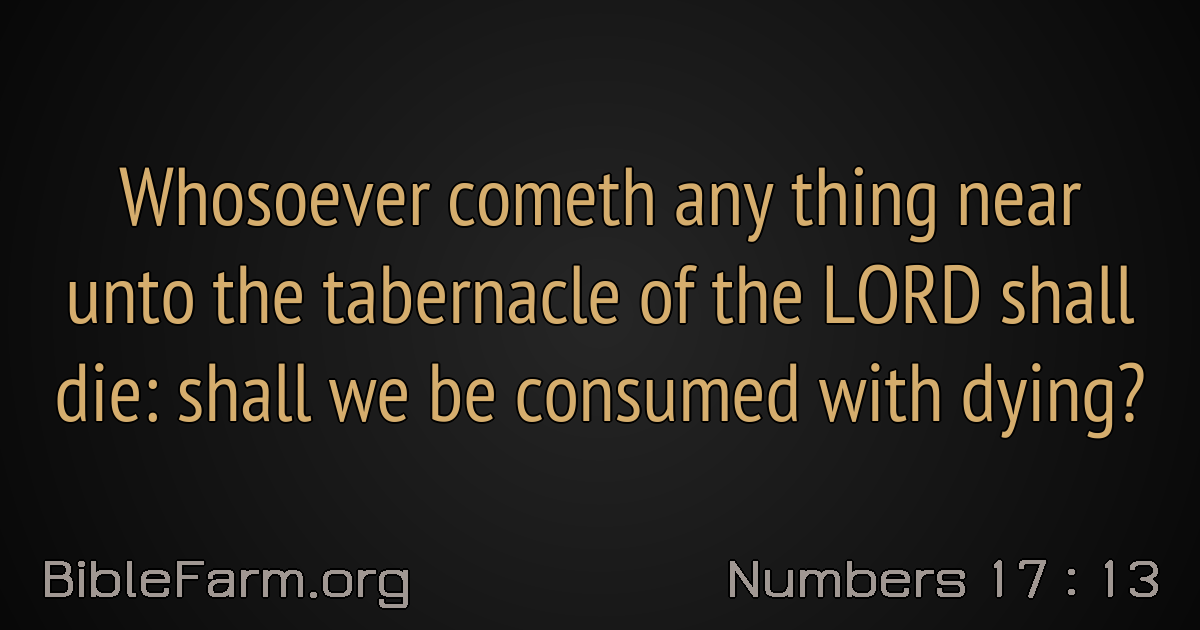 Whosoever cometh any thing near
unto the tabernacle of the LORD shall
die: shall we be consumed with dying?
BibleFarm.org
Numbers 17 : 13